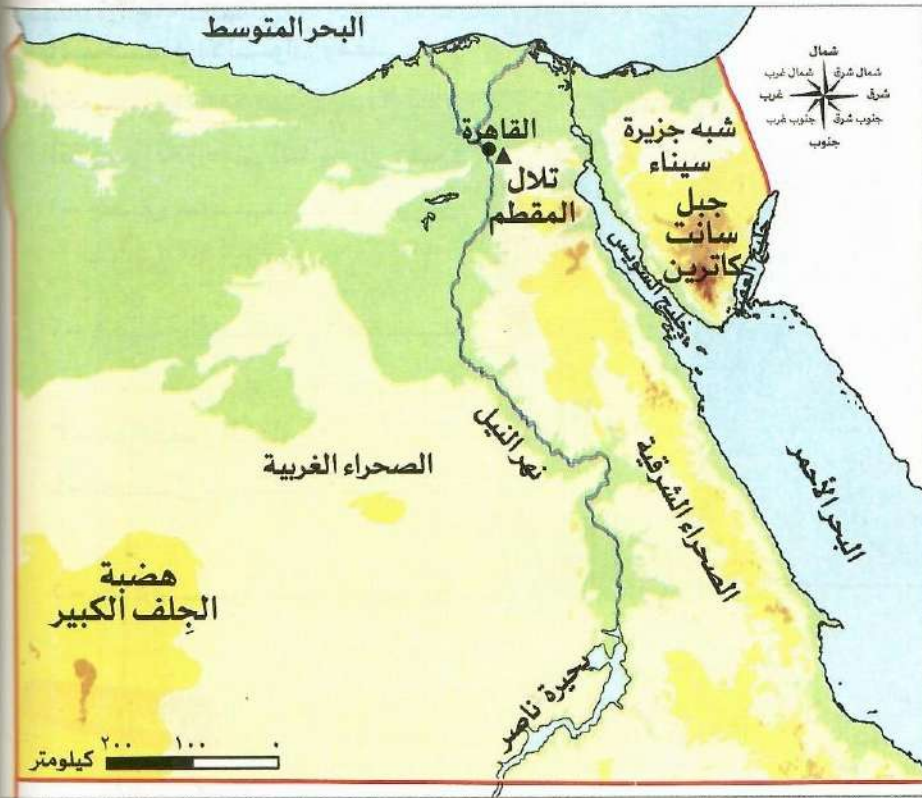 البحر المتوسط
شمال
شمال غرب شمال شرق
غرب شرق
جنوب غرب جنوب شرق
جنوب
شبه جزيرة
سيناء
جبل
سانت
كاترين
القاهرة
تلال
المقطم
خليج السويس
خليج العقبة
نهر النيل
الصحراء الغربية
الصحراء الشرقية
البحر الأحمر
هضبة
الجِلف الكبير
بحيرة ناصر
٢٠٠ ١٠٠ ٠
كيلومتر